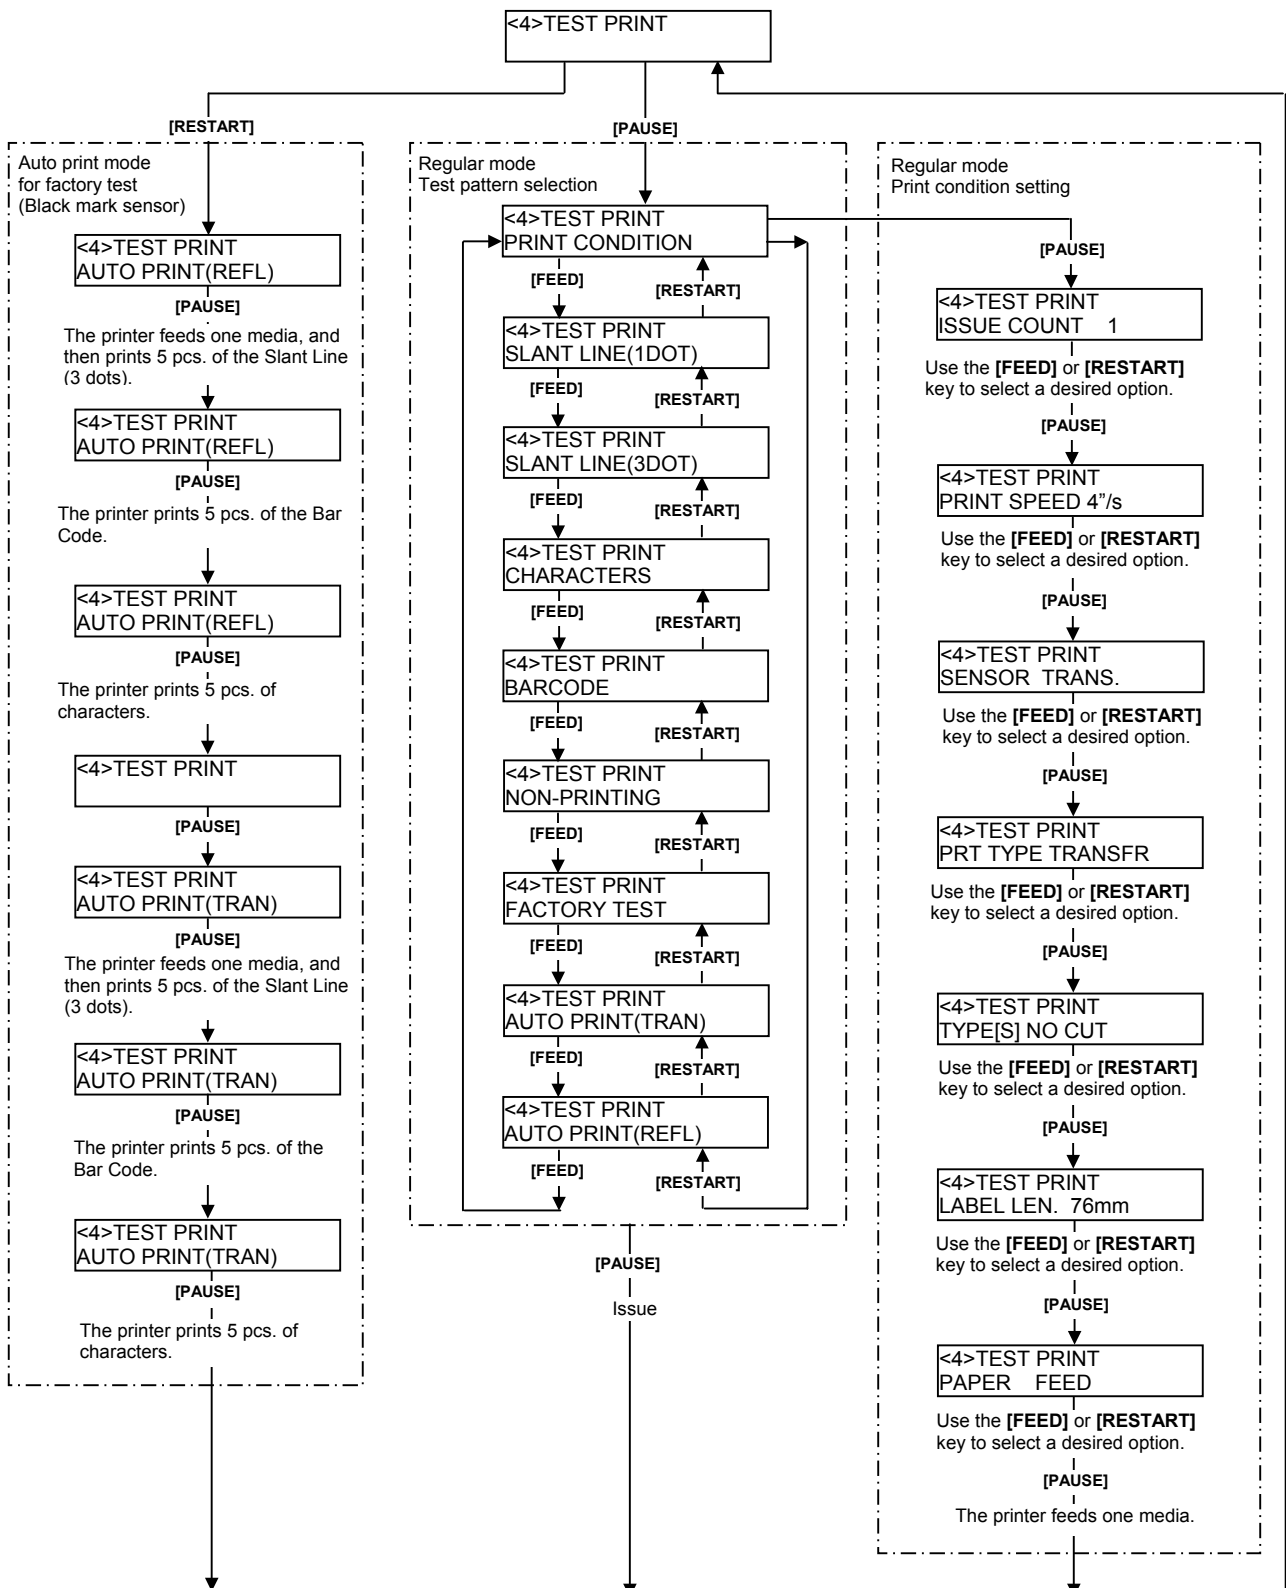 <4>TEST PRINT
[RESTART]
[PAUSE]
Auto print mode
for factory test
(Black mark sensor)
<4>TEST PRINT
AUTO PRINT(REFL)
[PAUSE]
The printer feeds one media, and
then prints 5 pcs. of the Slant Line
(3 dots).
<4>TEST PRINT
AUTO PRINT(REFL)
[PAUSE]
The printer prints 5 pcs. of the Bar
Code.
<4>TEST PRINT
AUTO PRINT(REFL)
[PAUSE]
The printer prints 5 pcs. of
characters.
<4>TEST PRINT
[PAUSE]
<4>TEST PRINT
AUTO PRINT(TRAN)
[PAUSE]
The printer feeds one media, and
then prints 5 pcs. of the Slant Line
(3 dots).
<4>TEST PRINT
AUTO PRINT(TRAN)
[PAUSE]
The printer prints 5 pcs. of the
Bar Code.
<4>TEST PRINT
AUTO PRINT(TRAN)
[PAUSE]
The printer prints 5 pcs. of
characters.
Regular mode
Test pattern selection
<4>TEST PRINT
PRINT CONDITION
[FEED]
[RESTART]
<4>TEST PRINT
SLANT LINE(1DOT)
[FEED]
[RESTART]
<4>TEST PRINT
SLANT LINE(3DOT)
[FEED]
[RESTART]
<4>TEST PRINT
CHARACTERS
[FEED]
[RESTART]
<4>TEST PRINT
BARCODE
[FEED]
[RESTART]
<4>TEST PRINT
NON-PRINTING
[FEED]
[RESTART]
<4>TEST PRINT
FACTORY TEST
[FEED]
[RESTART]
<4>TEST PRINT
AUTO PRINT(TRAN)
[FEED]
[RESTART]
<4>TEST PRINT
AUTO PRINT(REFL)
[FEED]
[RESTART]
[PAUSE]
Issue
Regular mode
Print condition setting
[PAUSE]
<4>TEST PRINT
ISSUE COUNT 1
Use the [FEED] or [RESTART]
key to select a desired option.
[PAUSE]
<4>TEST PRINT
PRINT SPEED 4”/s
Use the [FEED] or [RESTART]
key to select a desired option.
[PAUSE]
<4>TEST PRINT
SENSOR TRANS.
Use the [FEED] or [RESTART]
key to select a desired option.
[PAUSE]
<4>TEST PRINT
PRT TYPE TRANSFR
Use the [FEED] or [RESTART]
key to select a desired option.
[PAUSE]
<4>TEST PRINT
TYPE[S] NO CUT
Use the [FEED] or [RESTART]
key to select a desired option.
[PAUSE]
<4>TEST PRINT
LABEL LEN. 76mm
Use the [FEED] or [RESTART]
key to select a desired option.
[PAUSE]
<4>TEST PRINT
PAPER FEED
Use the [FEED] or [RESTART]
key to select a desired option.
[PAUSE]
The printer feeds one media.